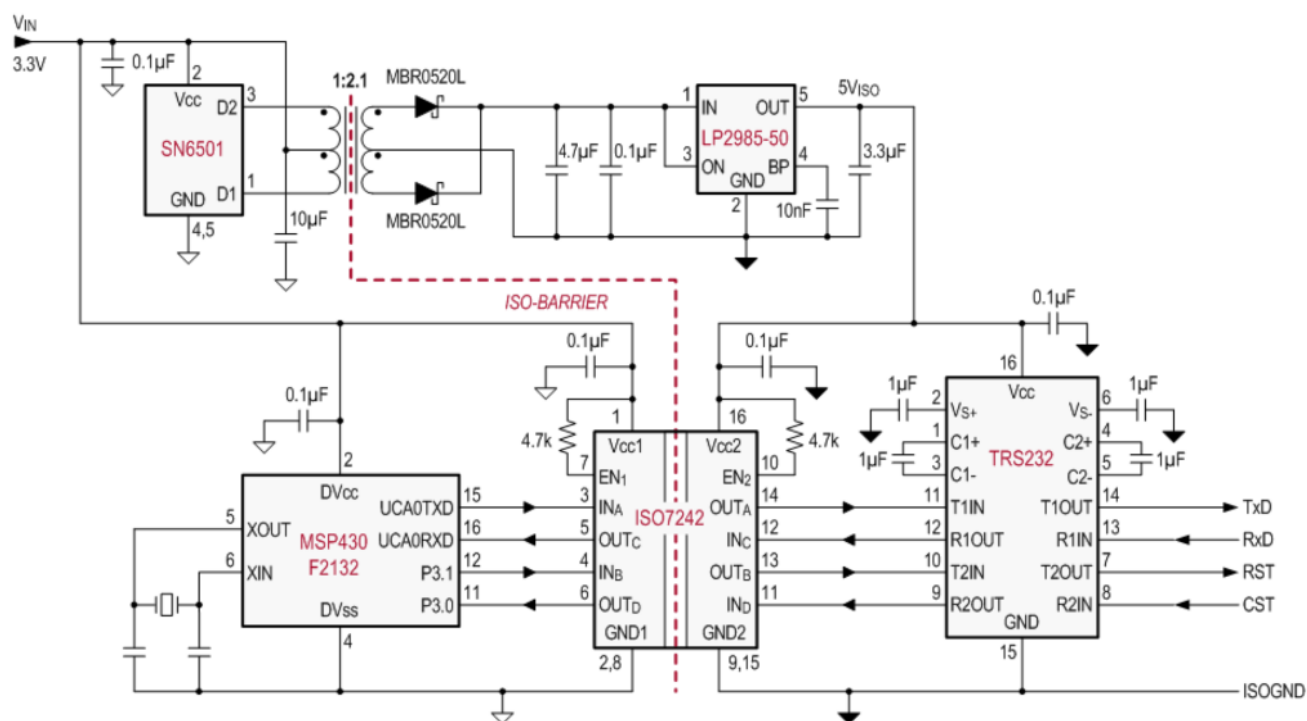 VIN
3.3V
0.1µF
2
Vcc
D2
3
SN6501
GND
D1
1
4,5
10µF
1:2.1
MBR0520L
MBR0520L
4.7µF
0.1µF
1
IN
OUT
5
LP2985-50
3
ON
BP
4
GND
2
10nF
5VISO
3.3µF
ISO-BARRIER
0.1µF
2
DVcc
MSP430
F2132
5
XOUT
6
XIN
UCA0TXD
15
UCA0RXD
16
P3.1
12
P3.0
11
DVss
4
0.1µF
4.7k
1
Vcc1
7
EN1
3
INA
5
OUTC
4
INB
6
OUTD
GND1
2,8
ISO7242
0.1µF
4.7k
16
Vcc2
EN2
10
OUTA
14
INC
12
OUTB
13
IND
11
GND2
9,15
0.1µF
16
Vcc
TRS232
1µF
2
VS+
1
C1+
1µF
3
C1-
VS-
6
1µF
C2+
4
C2-
5
1µF
11
T1IN
T1OUT
14
TxD
12
R1OUT
R1IN
13
RxD
10
T2IN
T2OUT
7
RST
9
R2OUT
R2IN
8
CST
GND
15
ISOGND